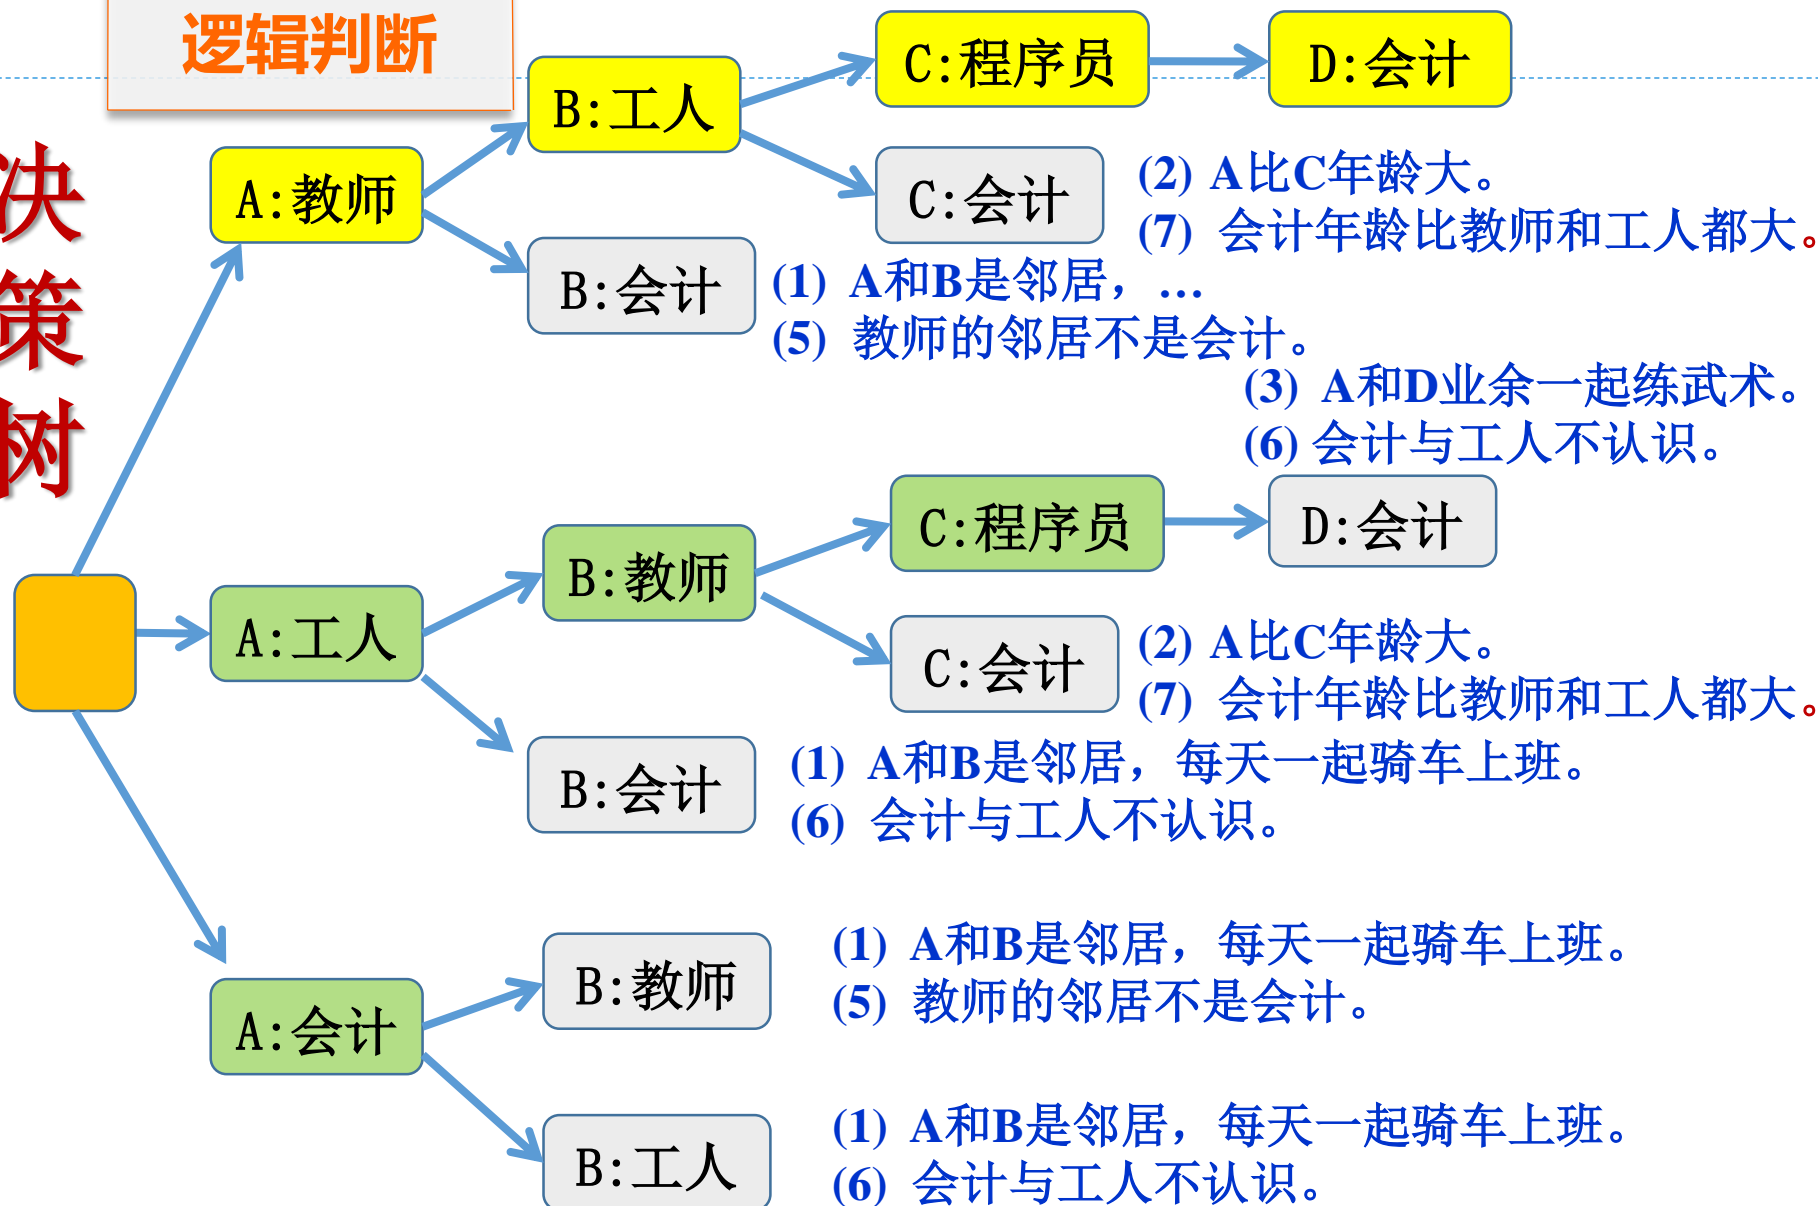 逻辑判断
决策树
A:教师
B:工人
C:程序员
D:会计
C:会计
(2) A比C年龄大。
(7) 会计年龄比教师和工人都大。
B:会计
(1) A和B是邻居，…
(5) 教师的邻居不是会计。
(3) A和D业余一起练武术。
(6) 会计与工人不认识。
A:工人
B:教师
C:程序员
D:会计
C:会计
(2) A比C年龄大。
(7) 会计年龄比教师和工人都大。
B:会计
(1) A和B是邻居，每天一起骑车上班。
(6) 会计与工人不认识。
A:会计
B:教师
(1) A和B是邻居，每天一起骑车上班。
(5) 教师的邻居不是会计。
B:工人
(1) A和B是邻居，每天一起骑车上班。
(6) 会计与工人不认识。